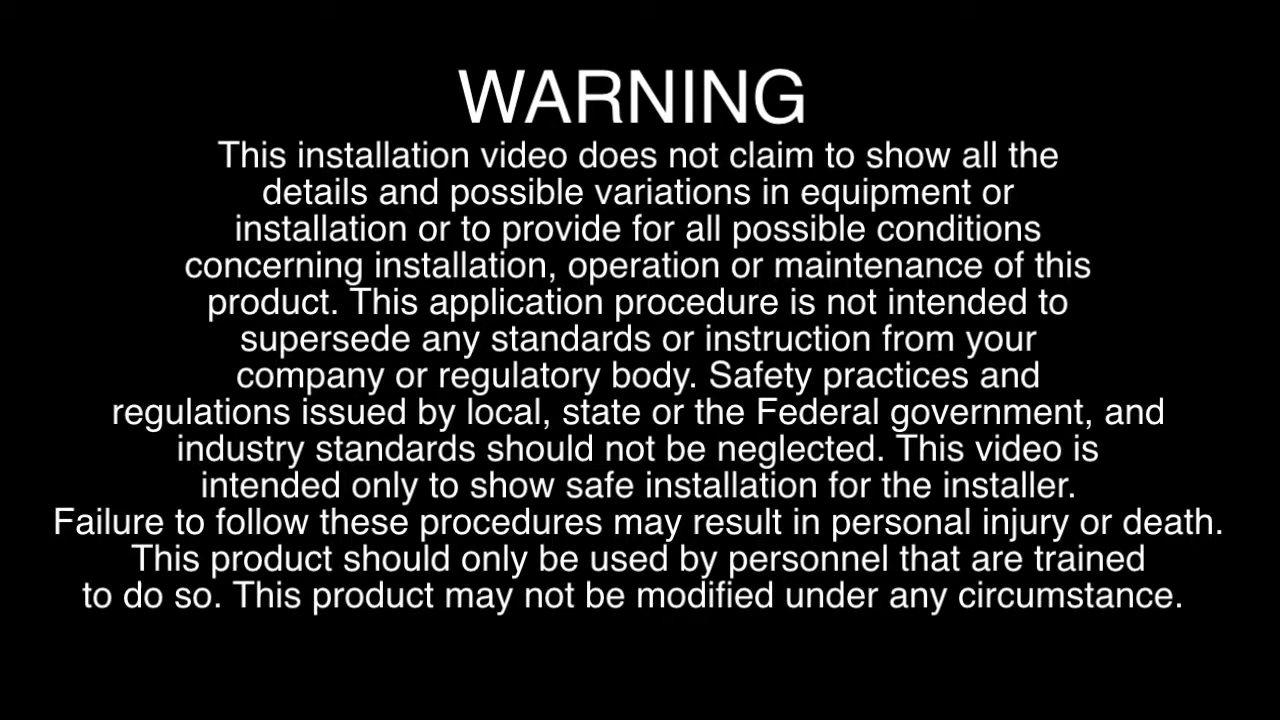 WARNING
This installation video does not claim to show all the
details and possible variations in equipment or
installation or to provide for all possible conditions
concerning installation, operation or maintenance of this
product. This application procedure is not intended to
supersede any standards or instruction from your
company or regulatory body. Safety practices and
regulations issued by local, state or the Federal government, and
industry standards should not be neglected. This video is
intended only to show safe installation for the installer.
Failure to follow these procedures may result in personal injury or death.
This product should only be used by personnel that are trained
to do so. This product may not be modified under any circumstance.